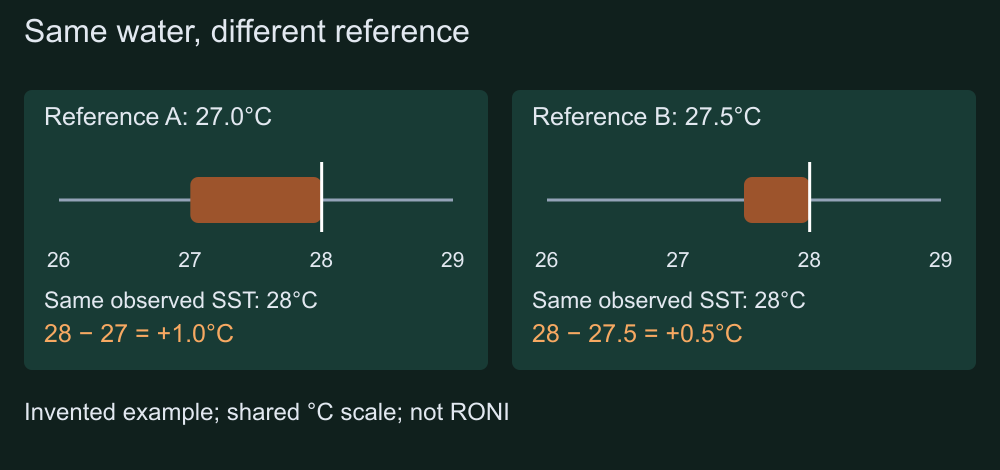 Same water, different reference
Reference A: 27.0°C
26 27 28 29
Same observed SST: 28°C
28 − 27 = +1.0°C
Reference B: 27.5°C
26 27 28 29
Same observed SST: 28°C
28 − 27.5 = +0.5°C
Invented example; shared °C scale; not RONI